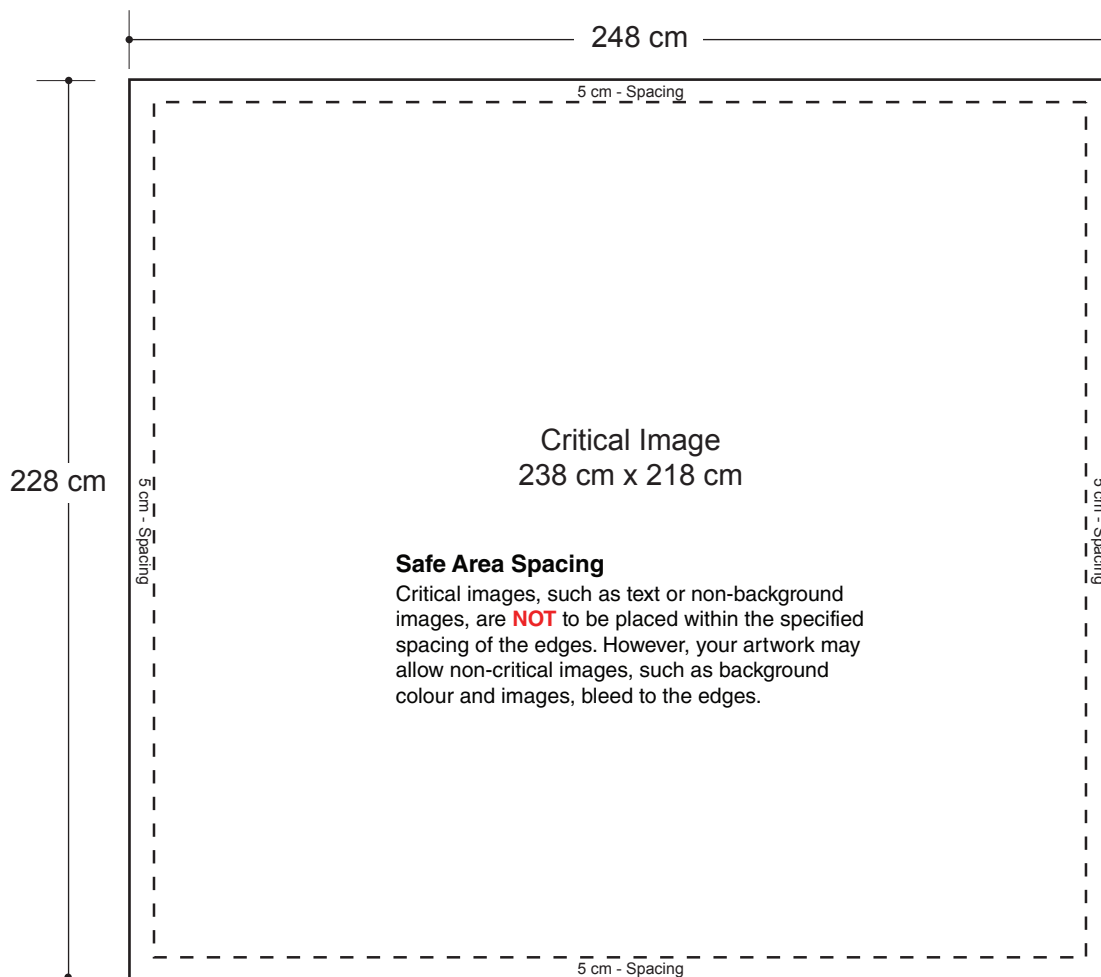 248 cm
5 cm - Spacing
Critical Image
238 cm x 218 cm
228 cm
5 cm - Spacing
5 cm - Spacing
Safe Area Spacing
Critical images, such as text or non-background
images, are NOT to be placed within the specified
spacing of the edges. However, your artwork may
allow non-critical images, such as background
colour and images, bleed to the edges.
5 cm - Spacing